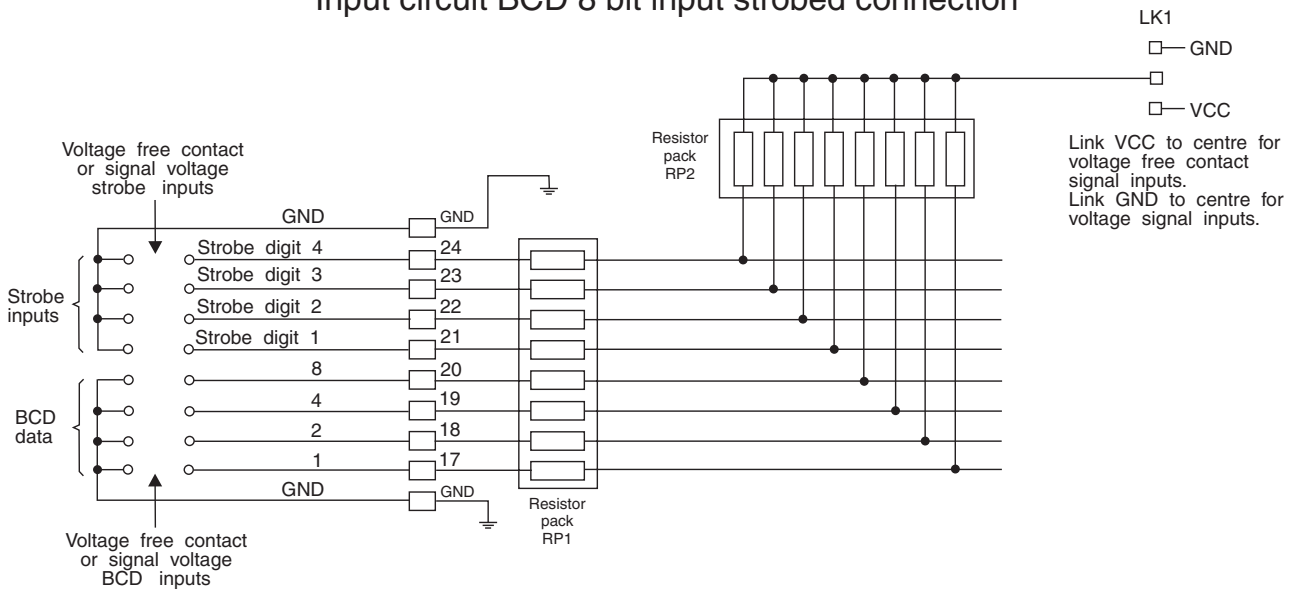 Input circuit BCD 8 bit input strobed connection
LK1
GND
VCC
Link VCC to centre for
voltage free contact
signal inputs.
Link GND to centre for
voltage signal inputs.
Resistor
pack
RP2
Voltage free contact
or signal voltage
strobe inputs
GND
GND
Strobe digit 4
24
Strobe digit 3
23
Strobe digit 2
22
Strobe digit 1
21
Strobe
inputs
8
20
4
19
2
18
1
17
BCD
data
GND
GND
Resistor
pack
RP1
Voltage free contact
or signal voltage
BCD inputs